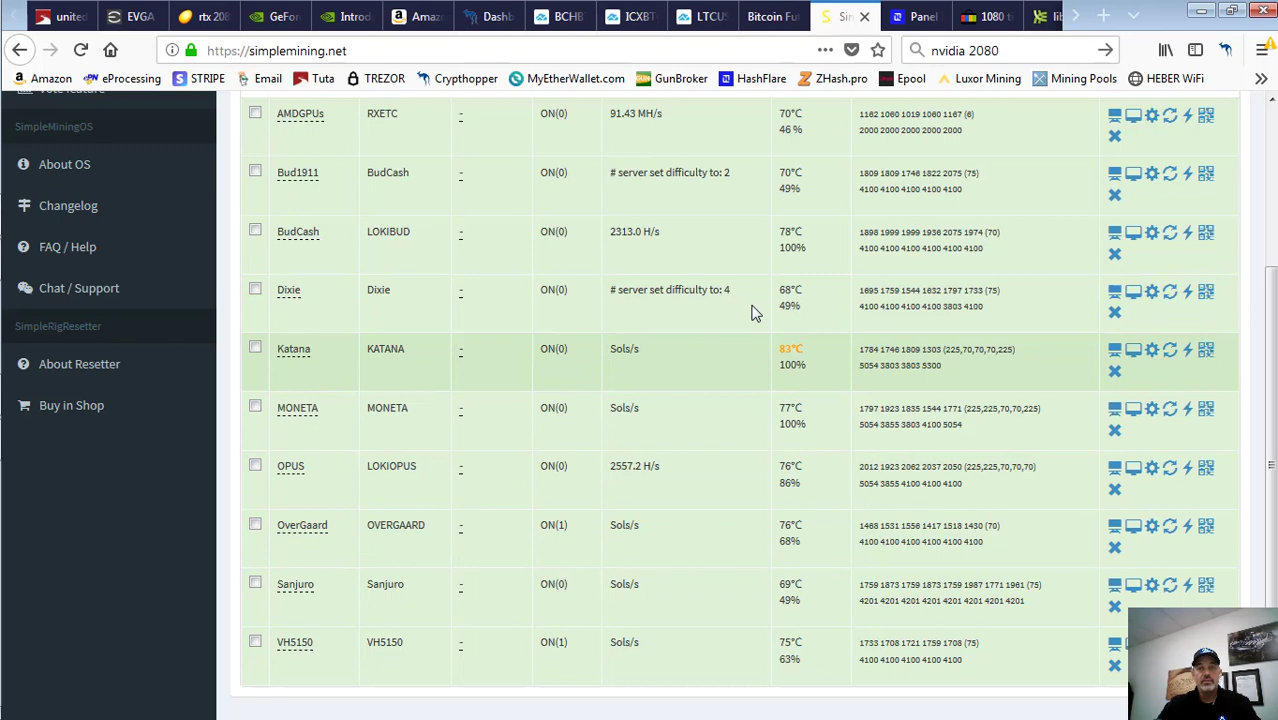 united
EVGA
rtx 208
GeFor
Introd
Amaz
Dashb
BCHB
ICXBT
LTCUS
Bitcoin Fu
Sin
Panel
1080 ti
lib
https://simplemining.net
nvidia 2080
Amazon
eProcessing
STRIPE
Email
Tuta
TREZOR
Crypthopper
MyEtherWallet.com
GunBroker
HashFlare
ZHash.pro
Epool
Luxor Mining
Mining Pools
HEBER WiFi
Vote feature
SimpleMiningOS
About OS
Changelog
FAQ / Help
Chat / Support
SimpleRigResetter
About Resetter
Buy in Shop
AMDGPUs RXETC - ON(0) 91.43 MH/s 70°C 1162 1060 1019 1060 1167 (6)
46 % 2000 2000 2000 2000 2000
Bud1911 BudCash - ON(0) # server set difficulty to: 2 70°C 1809 1809 1746 1822 2075 (75)
49% 4100 4100 4100 4100 4100
BudCash LOKIBUD - ON(0) 2313.0 H/s 78°C 1898 1999 1999 1936 2075 1974 (70)
100% 4100 4100 4100 4100 4100 4100
Dixie Dixie - ON(0) # server set difficulty to: 4 68°C 1695 1759 1544 1632 1797 1733 (75)
49% 4100 4100 4100 4100 3803 4100
Katana KATANA - ON(0) Sols/s 83°C 1784 1746 1809 1303 (225,70,70,70,225)
100% 5054 3803 3803 5300
MONETA MONETA - ON(0) Sols/s 77°C 1797 1923 1835 1544 1771 (225,225,70,70,225)
100% 5054 3855 3803 4100 5054
OPUS LOKIOPUS - ON(0) 2557.2 H/s 76°C 2012 1923 2062 2037 2050 (225,225,70,70,70)
86% 5054 3855 4100 4100 4100
OverGaard OVERGAARD - ON(1) Sols/s 76°C 1468 1531 1556 1417 1518 1430 (70)
68% 4100 4100 4100 4100 4100 4100
Sanjuro Sanjuro - ON(0) Sols/s 69°C 1759 1873 1759 1873 1759 1987 1771 1961 (75)
49% 4201 4201 4201 4201 4201 4201 4201 4201
VH5150 VH5150 - ON(1) Sols/s 75°C 1733 1708 1721 1759 1708 (75)
63% 4100 4100 4100 4100 4100